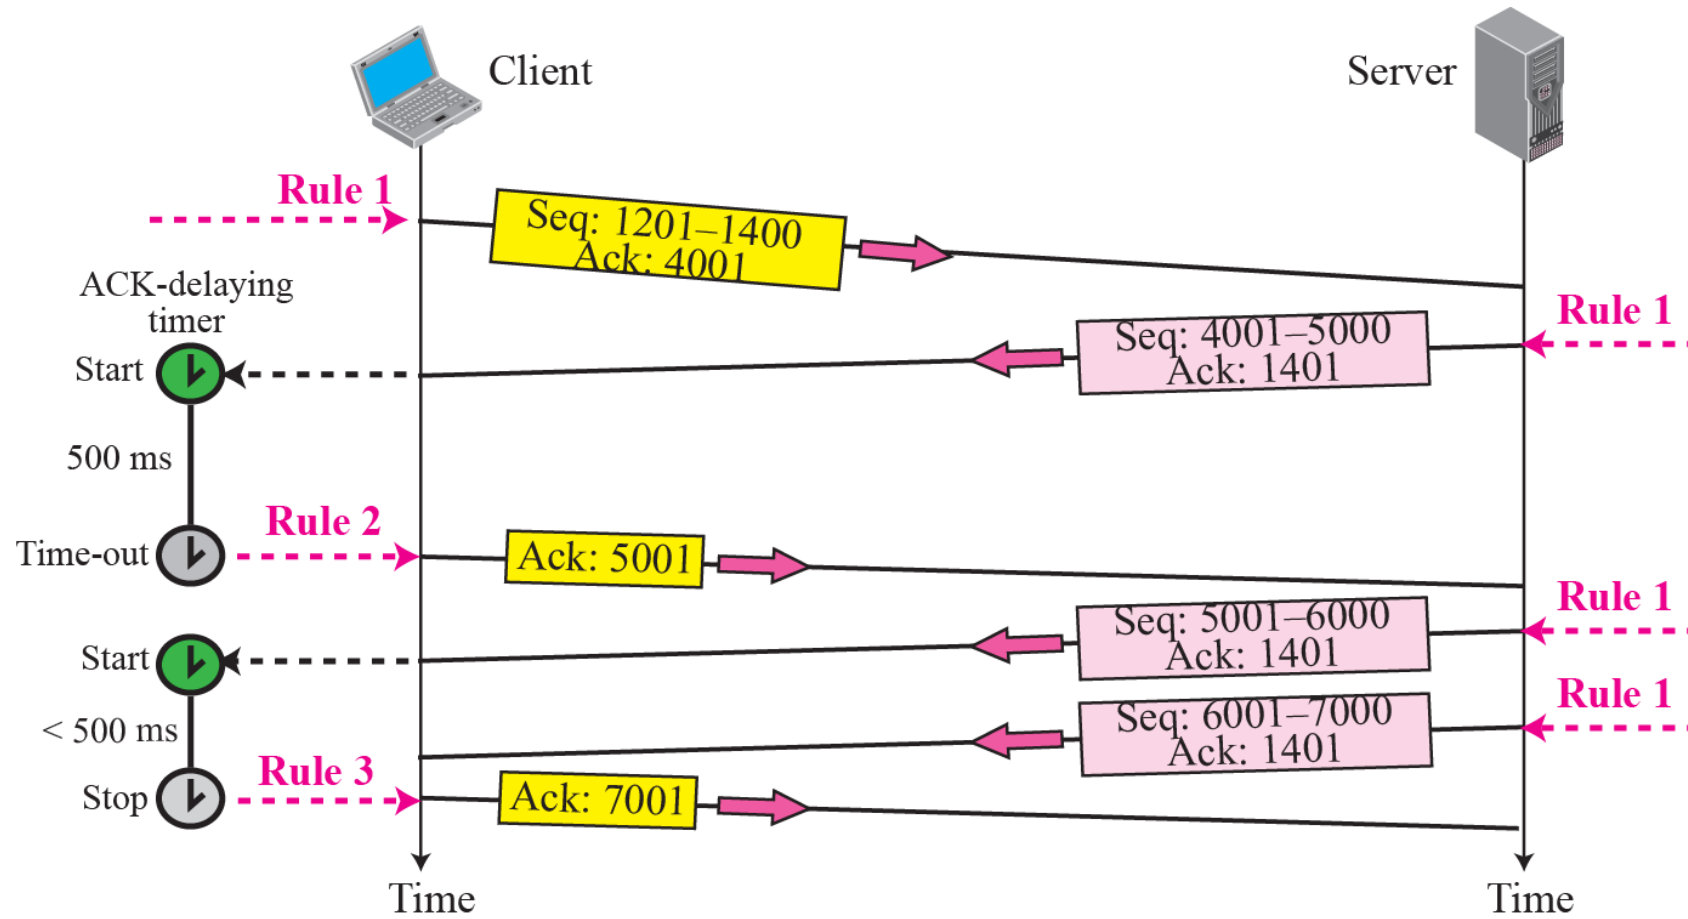 Client
Server
Rule 1
Seq: 1201–1400
Ack: 4001
ACK-delaying
timer
Start
Rule 1
Seq: 4001–5000
Ack: 1401
500 ms
Time-out
Rule 2
Ack: 5001
Rule 1
Seq: 5001–6000
Ack: 1401
Start
Rule 1
Seq: 6001–7000
Ack: 1401
< 500 ms
Rule 3
Stop
Ack: 7001
Time
Time